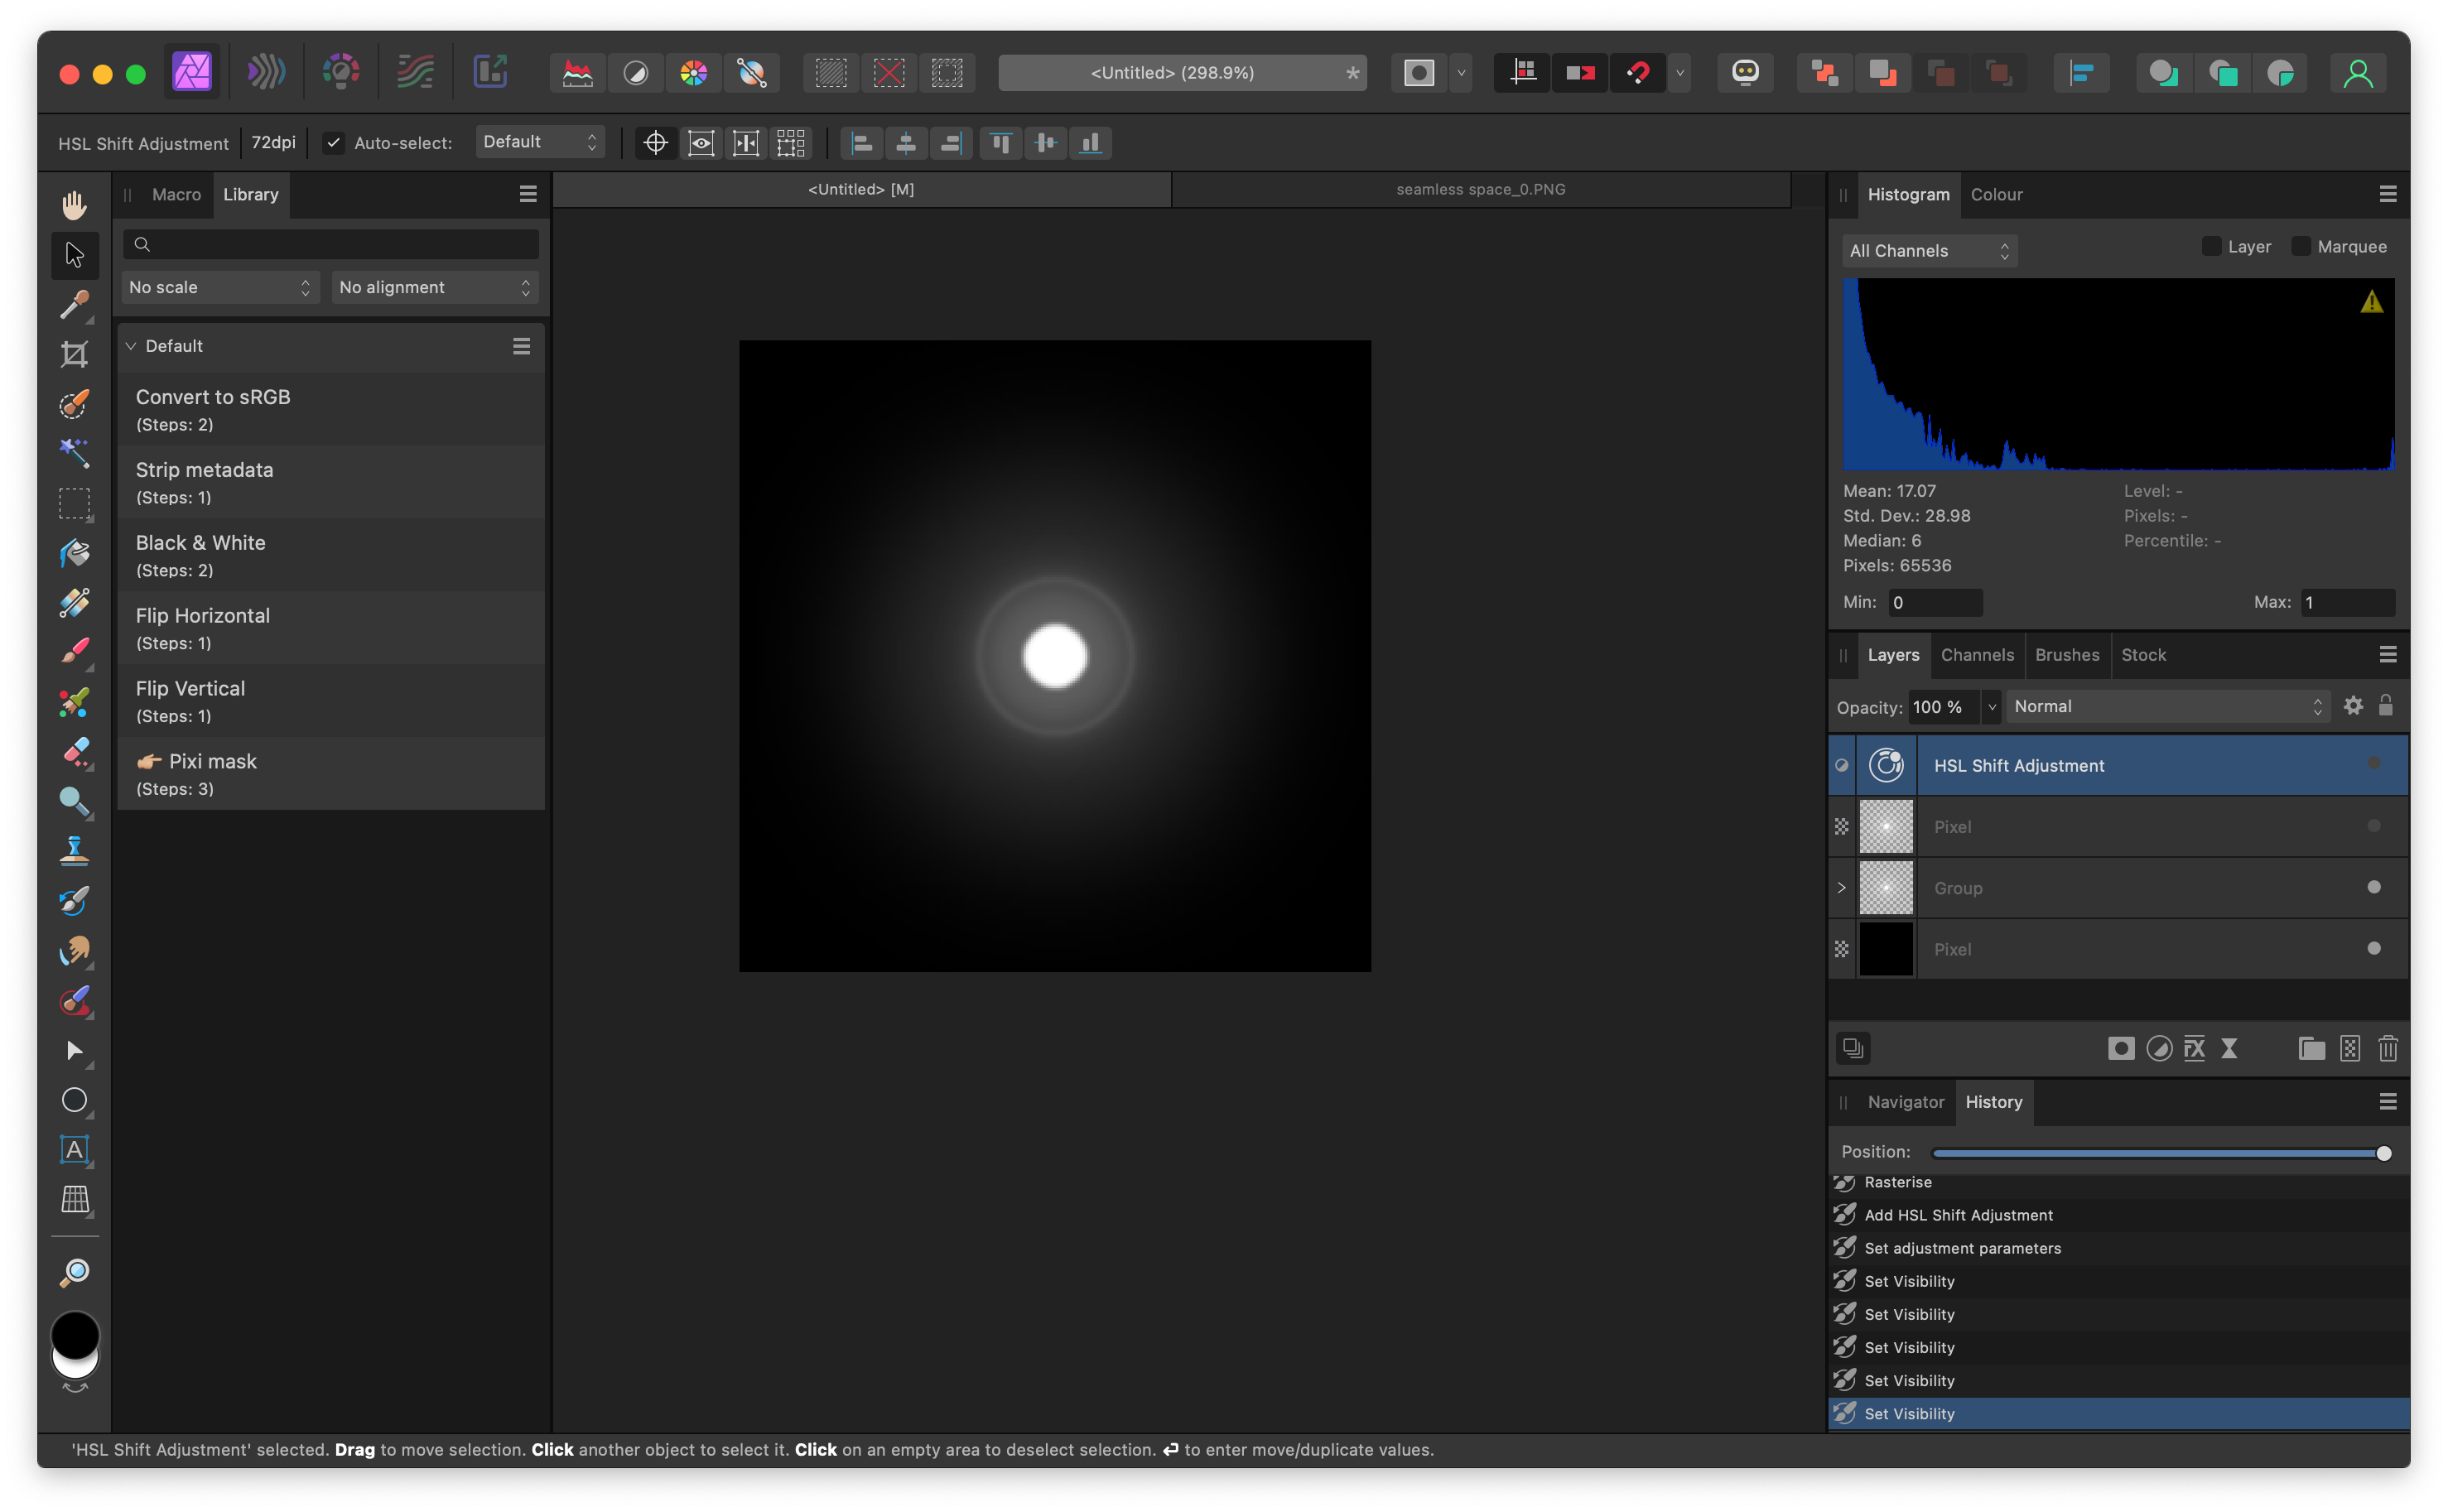 <Untitled> (298.9%)
*
HSL Shift Adjustment
72dpi
Auto-select:
Default
Macro
Library
<Untitled> [M]
seamless space_0.PNG
Histogram
Colour
No scale
No alignment
All Channels
Layer
Marquee
Default
Convert to sRGB
(Steps: 2)
Strip metadata
(Steps: 1)
Black & White
(Steps: 2)
Flip Horizontal
(Steps: 1)
Flip Vertical
(Steps: 1)
Pixi mask
(Steps: 3)
Mean: 17.07
Std. Dev.: 28.98
Median: 6
Pixels: 65536
Level: -
Pixels: -
Percentile: -
Min: 0
Max: 1
Layers
Channels
Brushes
Stock
Opacity: 100 %
Normal
HSL Shift Adjustment
Pixel
Group
Pixel
FX
Navigator
History
Position:
Rasterise
Add HSL Shift Adjustment
Set adjustment parameters
Set Visibility
Set Visibility
Set Visibility
Set Visibility
Set Visibility
A
'HSL Shift Adjustment' selected. Drag to move selection. Click another object to select it. Click on an empty area to deselect selection. ↩ to enter move/duplicate values.